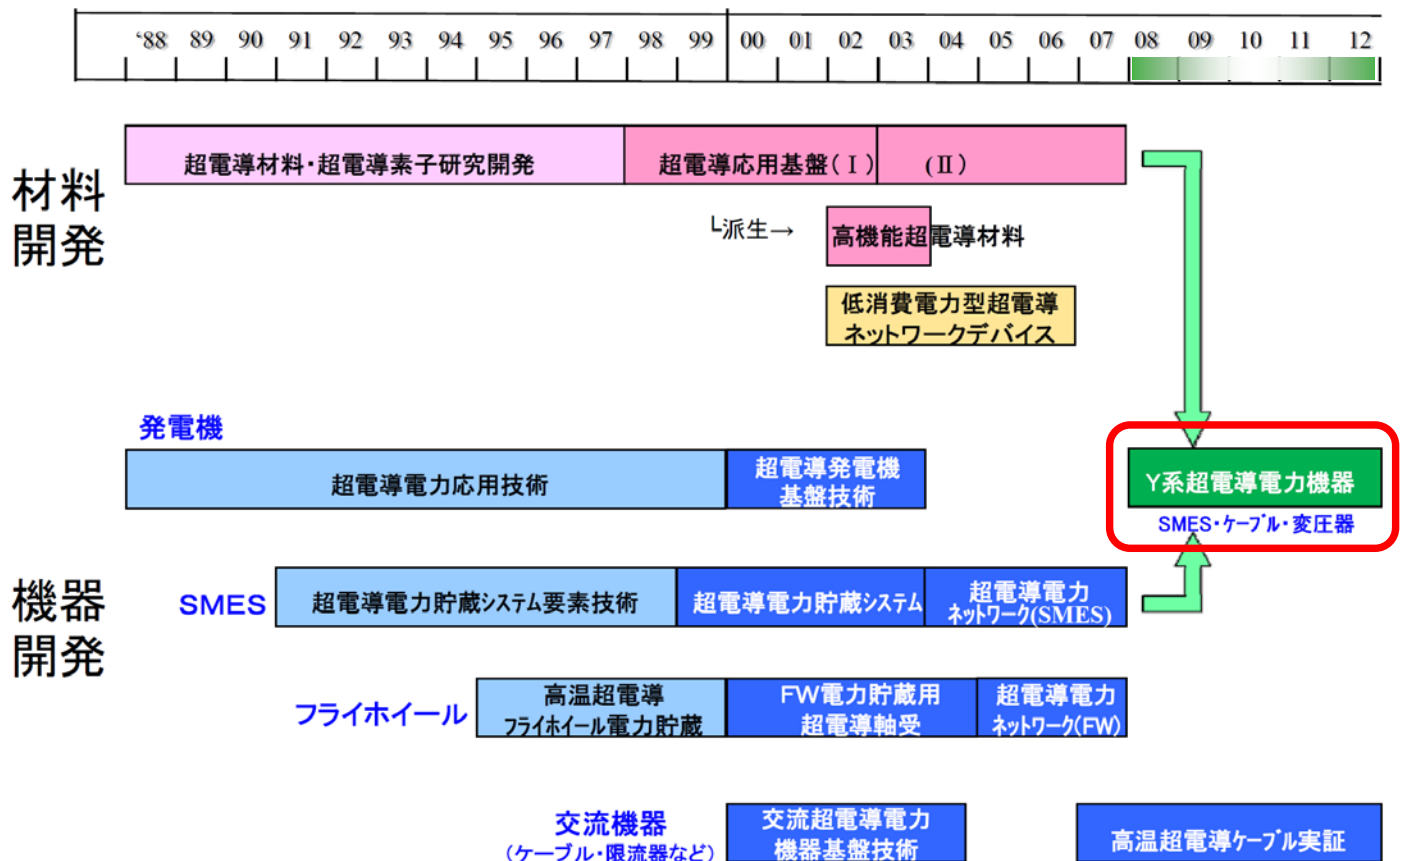 ‘88 89 90 91 92 93 94 95 96 97 98 99 00 01 02 03 04 05 06 07 08 09 10 11 12
材料
開発
超電導材料・超電導素子研究開発
超電導応用基盤(Ⅰ)
(Ⅱ)
└派生→
高機能超電導材料
低消費電力型超電導
ネットワークデバイス
機器
開発
発電機
超電導電力応用技術
超電導発電機
基盤技術
Y系超電導電力機器
SMES・ケーブル・変圧器
SMES
超電導電力貯蔵システム要素技術
超電導電力貯蔵システム
超電導電力
ネットワーク(SMES)
フライホイール
高温超電導
フライホイール電力貯蔵
FW電力貯蔵用
超電導軸受
超電導電力
ネットワーク(FW)
交流機器
(ケーブル・限流器など)
交流超電導電力
機器基盤技術
高温超電導ケーブル実証